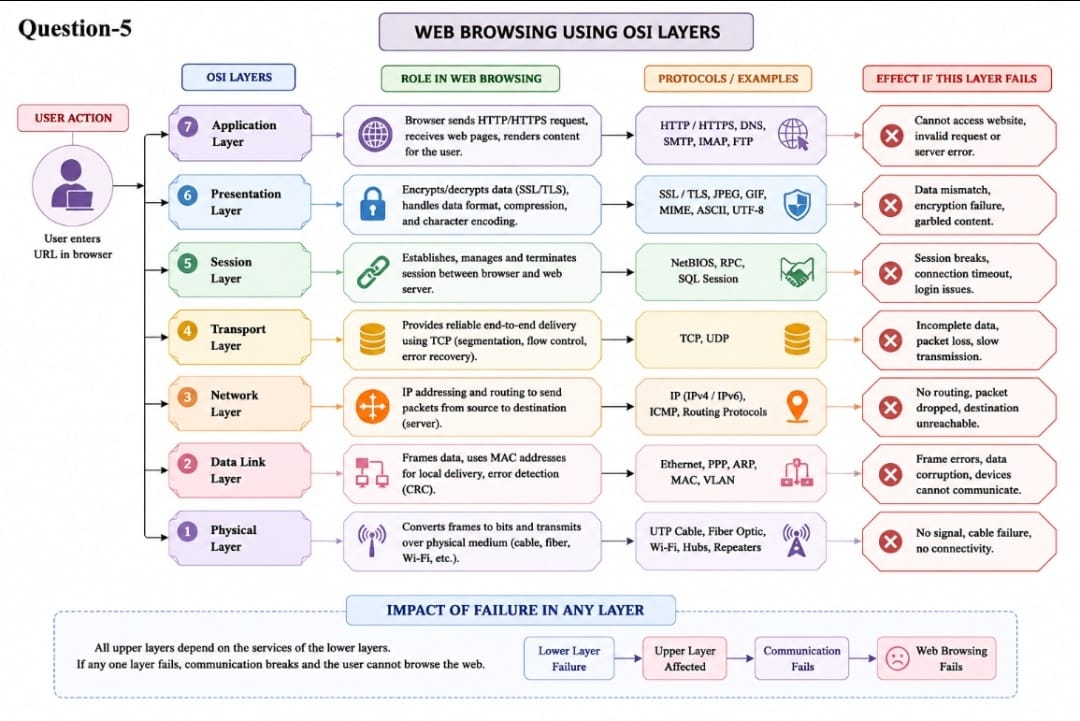 Question-5
WEB BROWSING USING OSI LAYERS
OSI LAYERS
ROLE IN WEB BROWSING
PROTOCOLS / EXAMPLES
EFFECT IF THIS LAYER FAILS
USER ACTION
User enters
URL in browser
7 Application
Layer
Browser sends HTTP/HTTPS request,
receives web pages, renders content
for the user.
HTTP / HTTPS, DNS,
SMTP, IMAP, FTP
Cannot access website,
invalid request or
server error.
6 Presentation
Layer
Encrypts/decrypts data (SSL/TLS),
handles data format, compression,
and character encoding.
SSL / TLS, JPEG, GIF,
MIME, ASCII, UTF-8
Data mismatch,
encryption failure,
garbled content.
5 Session
Layer
Establishes, manages and terminates
session between browser and web
server.
NetBIOS, RPC,
SQL Session
Session breaks,
connection timeout,
login issues.
4 Transport
Layer
Provides reliable end-to-end delivery
using TCP (segmentation, flow control,
error recovery).
TCP, UDP
Incomplete data,
packet loss, slow
transmission.
3 Network
Layer
IP addressing and routing to send
packets from source to destination
(server).
IP (IPv4 / IPv6),
ICMP, Routing Protocols
No routing, packet
dropped, destination
unreachable.
2 Data Link
Layer
Frames data, uses MAC addresses
for local delivery, error detection
(CRC).
Ethernet, PPP, ARP,
MAC, VLAN
Frame errors, data
corruption, devices
cannot communicate.
1 Physical
Layer
Converts frames to bits and transmits
over physical medium (cable, fiber,
Wi-Fi, etc.).
UTP Cable, Fiber Optic,
Wi-Fi, Hubs, Repeaters
No signal, cable failure,
no connectivity.
IMPACT OF FAILURE IN ANY LAYER
All upper layers depend on the services of the lower layers.
If any one layer fails, communication breaks and the user cannot browse the web.
Lower Layer
Failure
Upper Layer
Affected
Communication
Fails
Web Browsing
Fails